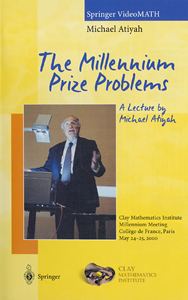 Springer VideoMATH
Michael Atiyah
The Millennium
Prize Problems
A Lecture by
Michael Atiyah
Clay Mathematics Institute
Millennium Meeting
Collège de France, Paris
May 24-25, 2000
Springer
CLAY
MATHEMATICS
INSTITUTE